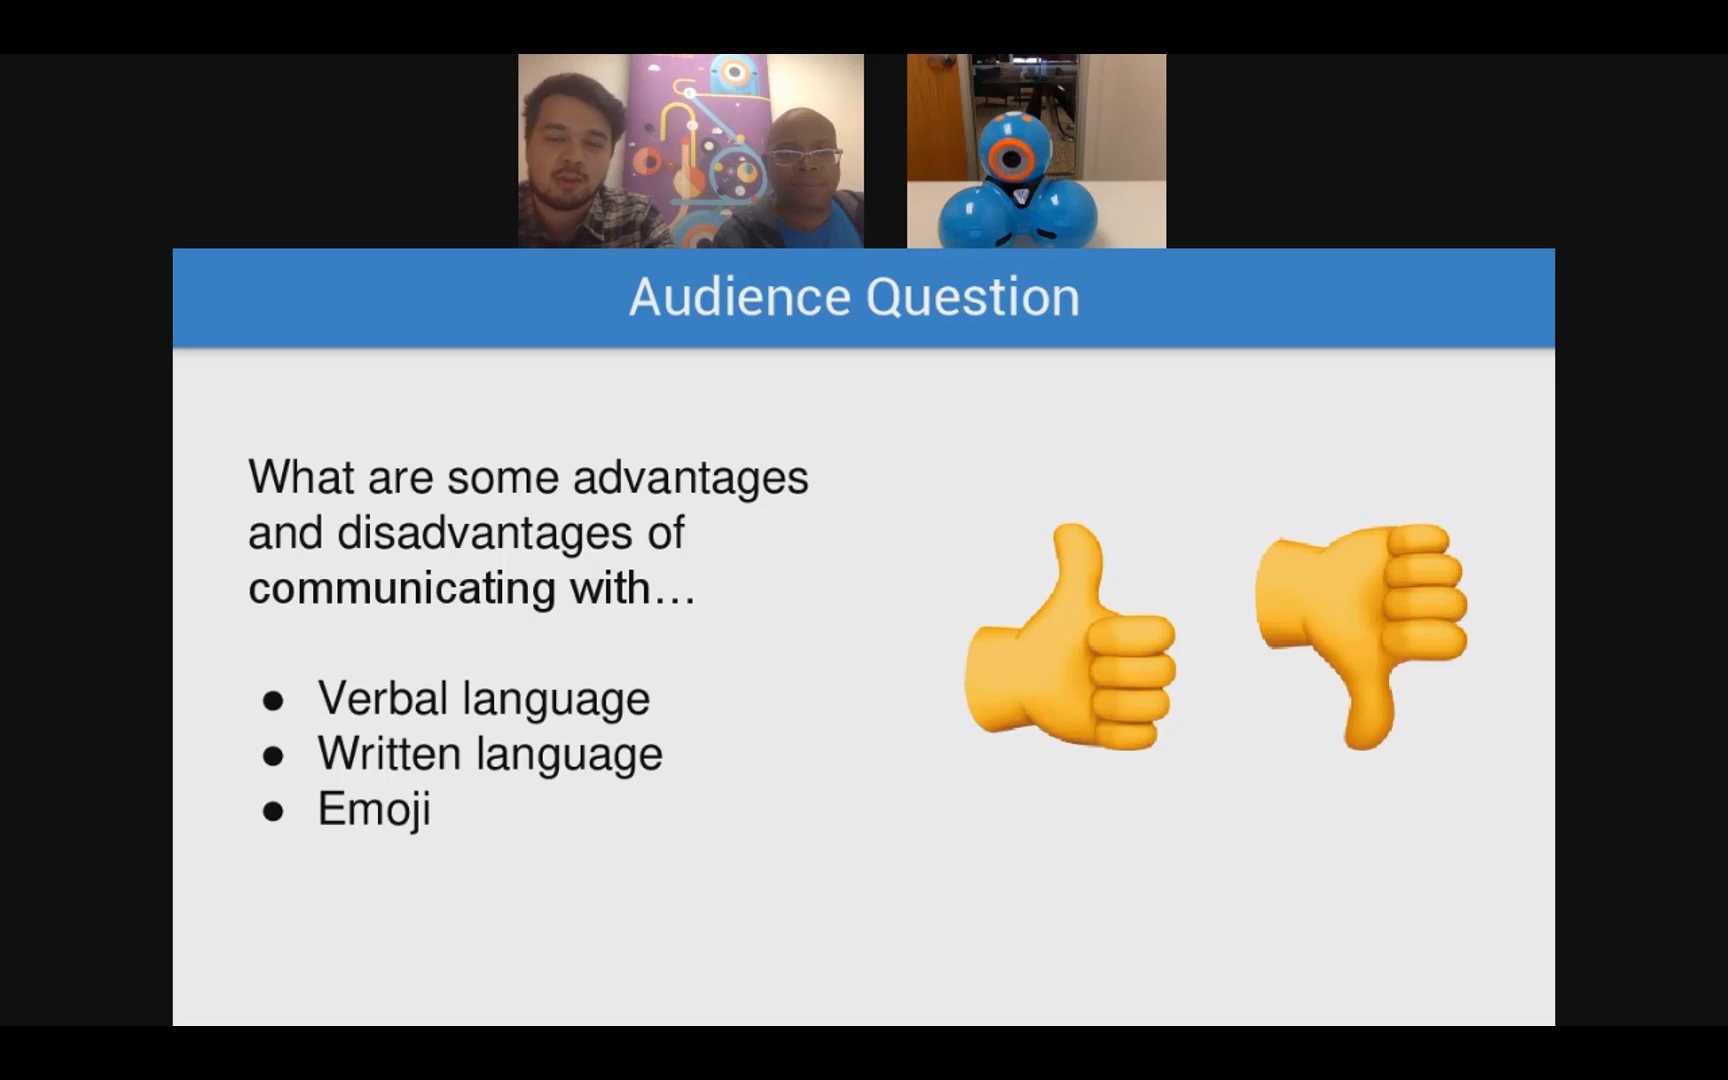 Audience Question
What are some advantages
and disadvantages of
communicating with…
● Verbal language
● Written language
● Emoji